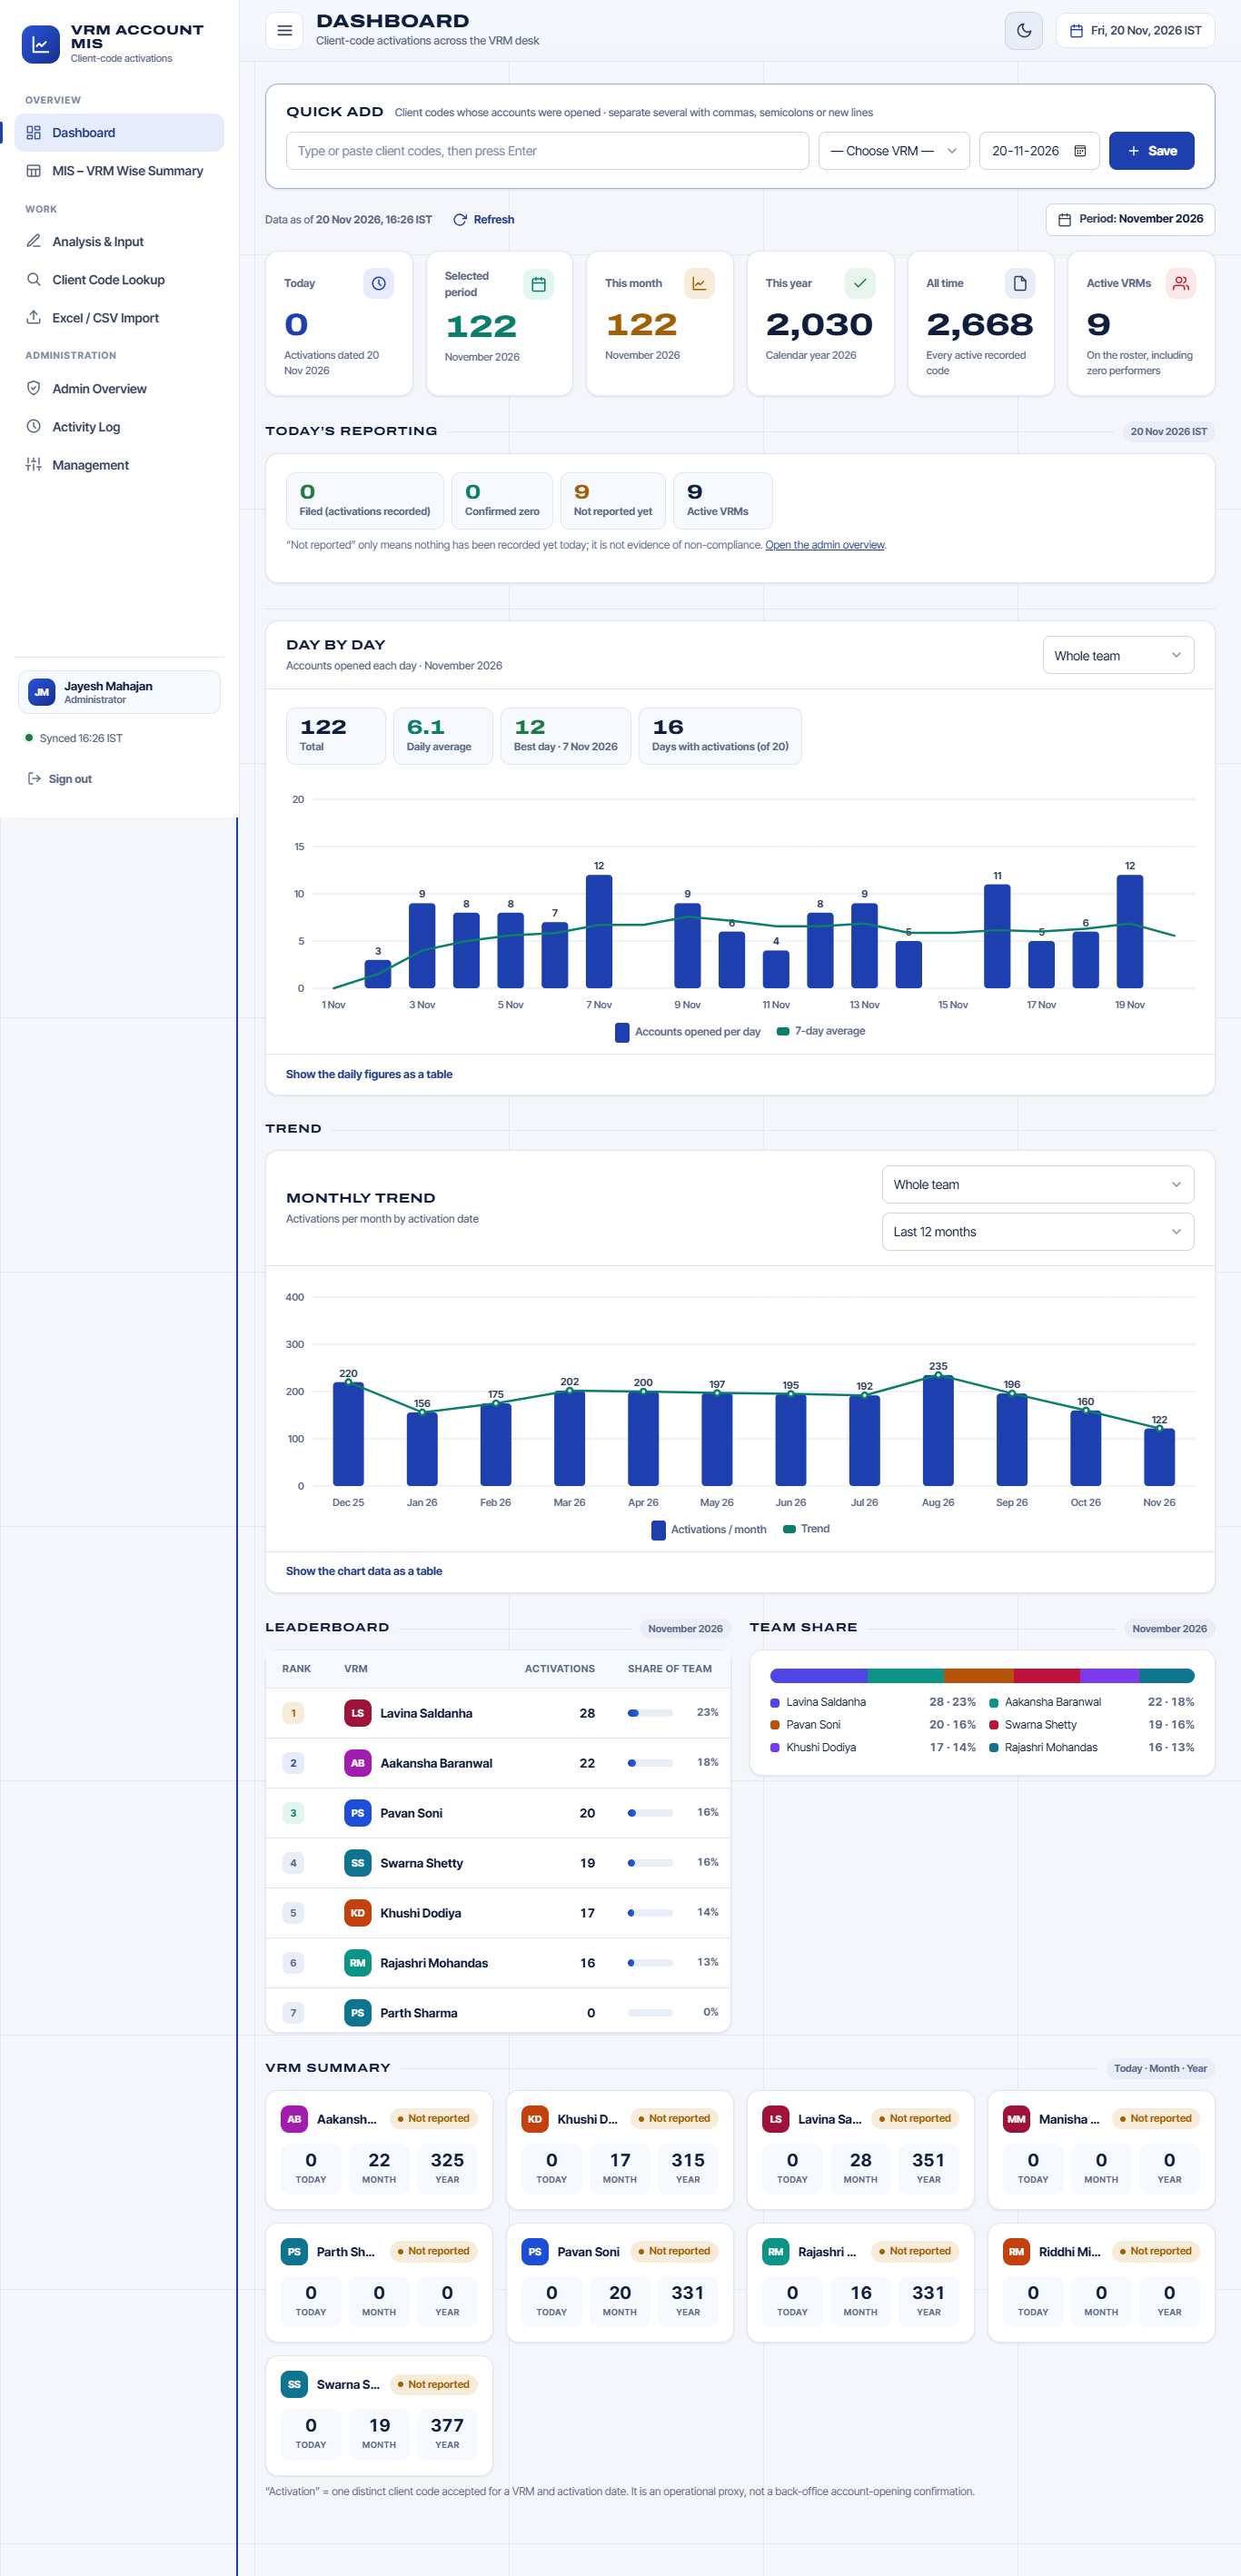 VRM ACCOUNT MIS
Client-code activations
OVERVIEW
Dashboard
MIS – VRM Wise Summary
WORK
Analysis & Input
Client Code Lookup
Excel / CSV Import
ADMINISTRATION
Admin Overview
Activity Log
Management
JM
Jayesh Mahajan
Administrator
Synced 16:26 IST
Sign out
DASHBOARD
Client-code activations across the VRM desk
Fri, 20 Nov, 2026 IST
QUICK ADD Client codes whose accounts were opened · separate several with commas, semicolons or new lines
Type or paste client codes, then press Enter
— Choose VRM —
20-11-2026
+ Save
Data as of 20 Nov 2026, 16:26 IST
Refresh
Period: November 2026
Today
0
Activations dated 20 Nov 2026
Selected period
122
November 2026
This month
122
November 2026
This year
2,030
Calendar year 2026
All time
2,668
Every active recorded code
Active VRMs
9
On the roster, including zero performers
TODAY’S REPORTING
20 Nov 2026 IST
0
Filed (activations recorded)
0
Confirmed zero
9
Not reported yet
9
Active VRMs
“Not reported” only means nothing has been recorded yet today; it is not evidence of non-compliance. Open the admin overview.
DAY BY DAY
Accounts opened each day · November 2026
Whole team
122
Total
6.1
Daily average
12
Best day · 7 Nov 2026
16
Days with activations (of 20)
20
15
10
5
0
3 9 8 8 7 12 9 6 4 8 9 5 11 5 6 12
1 Nov 3 Nov 5 Nov 7 Nov 9 Nov 11 Nov 13 Nov 15 Nov 17 Nov 19 Nov
Accounts opened per day 7-day average
Show the daily figures as a table
TREND
MONTHLY TREND
Activations per month by activation date
Whole team
Last 12 months
400
300
200
100
0
220 156 175 202 200 197 195 192 235 196 160 122
Dec 25 Jan 26 Feb 26 Mar 26 Apr 26 May 26 Jun 26 Jul 26 Aug 26 Sep 26 Oct 26 Nov 26
Activations / month Trend
Show the chart data as a table
LEADERBOARD
November 2026
RANK VRM ACTIVATIONS SHARE OF TEAM
1 LS Lavina Saldanha 28 23%
2 AB Aakansha Baranwal 22 18%
3 PS Pavan Soni 20 16%
4 SS Swarna Shetty 19 16%
5 KD Khushi Dodiya 17 14%
6 RM Rajashri Mohandas 16 13%
7 PS Parth Sharma 0 0%
TEAM SHARE
November 2026
Lavina Saldanha 28 · 23% Aakansha Baranwal 22 · 18%
Pavan Soni 20 · 16% Swarna Shetty 19 · 16%
Khushi Dodiya 17 · 14% Rajashri Mohandas 16 · 13%
VRM SUMMARY
Today · Month · Year
AB Aakansh... Not reported
0 22 325
TODAY MONTH YEAR
KD Khushi D... Not reported
0 17 315
TODAY MONTH YEAR
LS Lavina Sa... Not reported
0 28 351
TODAY MONTH YEAR
MM Manisha ... Not reported
0 0 0
TODAY MONTH YEAR
PS Parth Sh... Not reported
0 0 0
TODAY MONTH YEAR
PS Pavan Soni Not reported
0 20 331
TODAY MONTH YEAR
RM Rajashri ... Not reported
0 16 331
TODAY MONTH YEAR
RM Riddhi Mi... Not reported
0 0 0
TODAY MONTH YEAR
SS Swarna S... Not reported
0 19 377
TODAY MONTH YEAR
“Activation” = one distinct client code accepted for a VRM and activation date. It is an operational proxy, not a back-office account-opening confirmation.